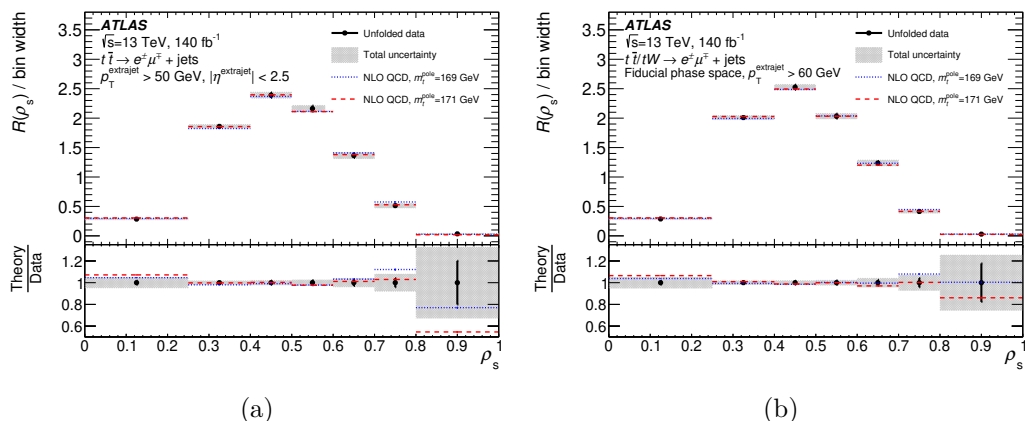 ATLAS
√s=13 TeV, 140 fb⁻¹
t t̄ → e±μ∓ + jets
p_T^extrajet > 50 GeV, |η^extrajet| < 2.5
Unfolded data
Total uncertainty
NLO QCD, m_t^pole=169 GeV
NLO QCD, m_t^pole=171 GeV
R(ρ_s) / bin width
3.5
3
2.5
2
1.5
1
0.5
0
Theory
Data
1.2
1.0
0.8
0.6
0 0.1 0.2 0.3 0.4 0.5 0.6 0.7 0.8 0.9 1
ρ_s
(a)
ATLAS
√s=13 TeV, 140 fb⁻¹
t t̄/tW → e±μ∓ + jets
Fiducial phase space, p_T^extrajet > 60 GeV
Unfolded data
Total uncertainty
NLO QCD, m_t^pole=169 GeV
NLO QCD, m_t^pole=171 GeV
R(ρ_s) / bin width
3.5
3
2.5
2
1.5
1
0.5
0
Theory
Data
1.2
1.0
0.8
0.6
0 0.1 0.2 0.3 0.4 0.5 0.6 0.7 0.8 0.9 1
ρ_s
(b)